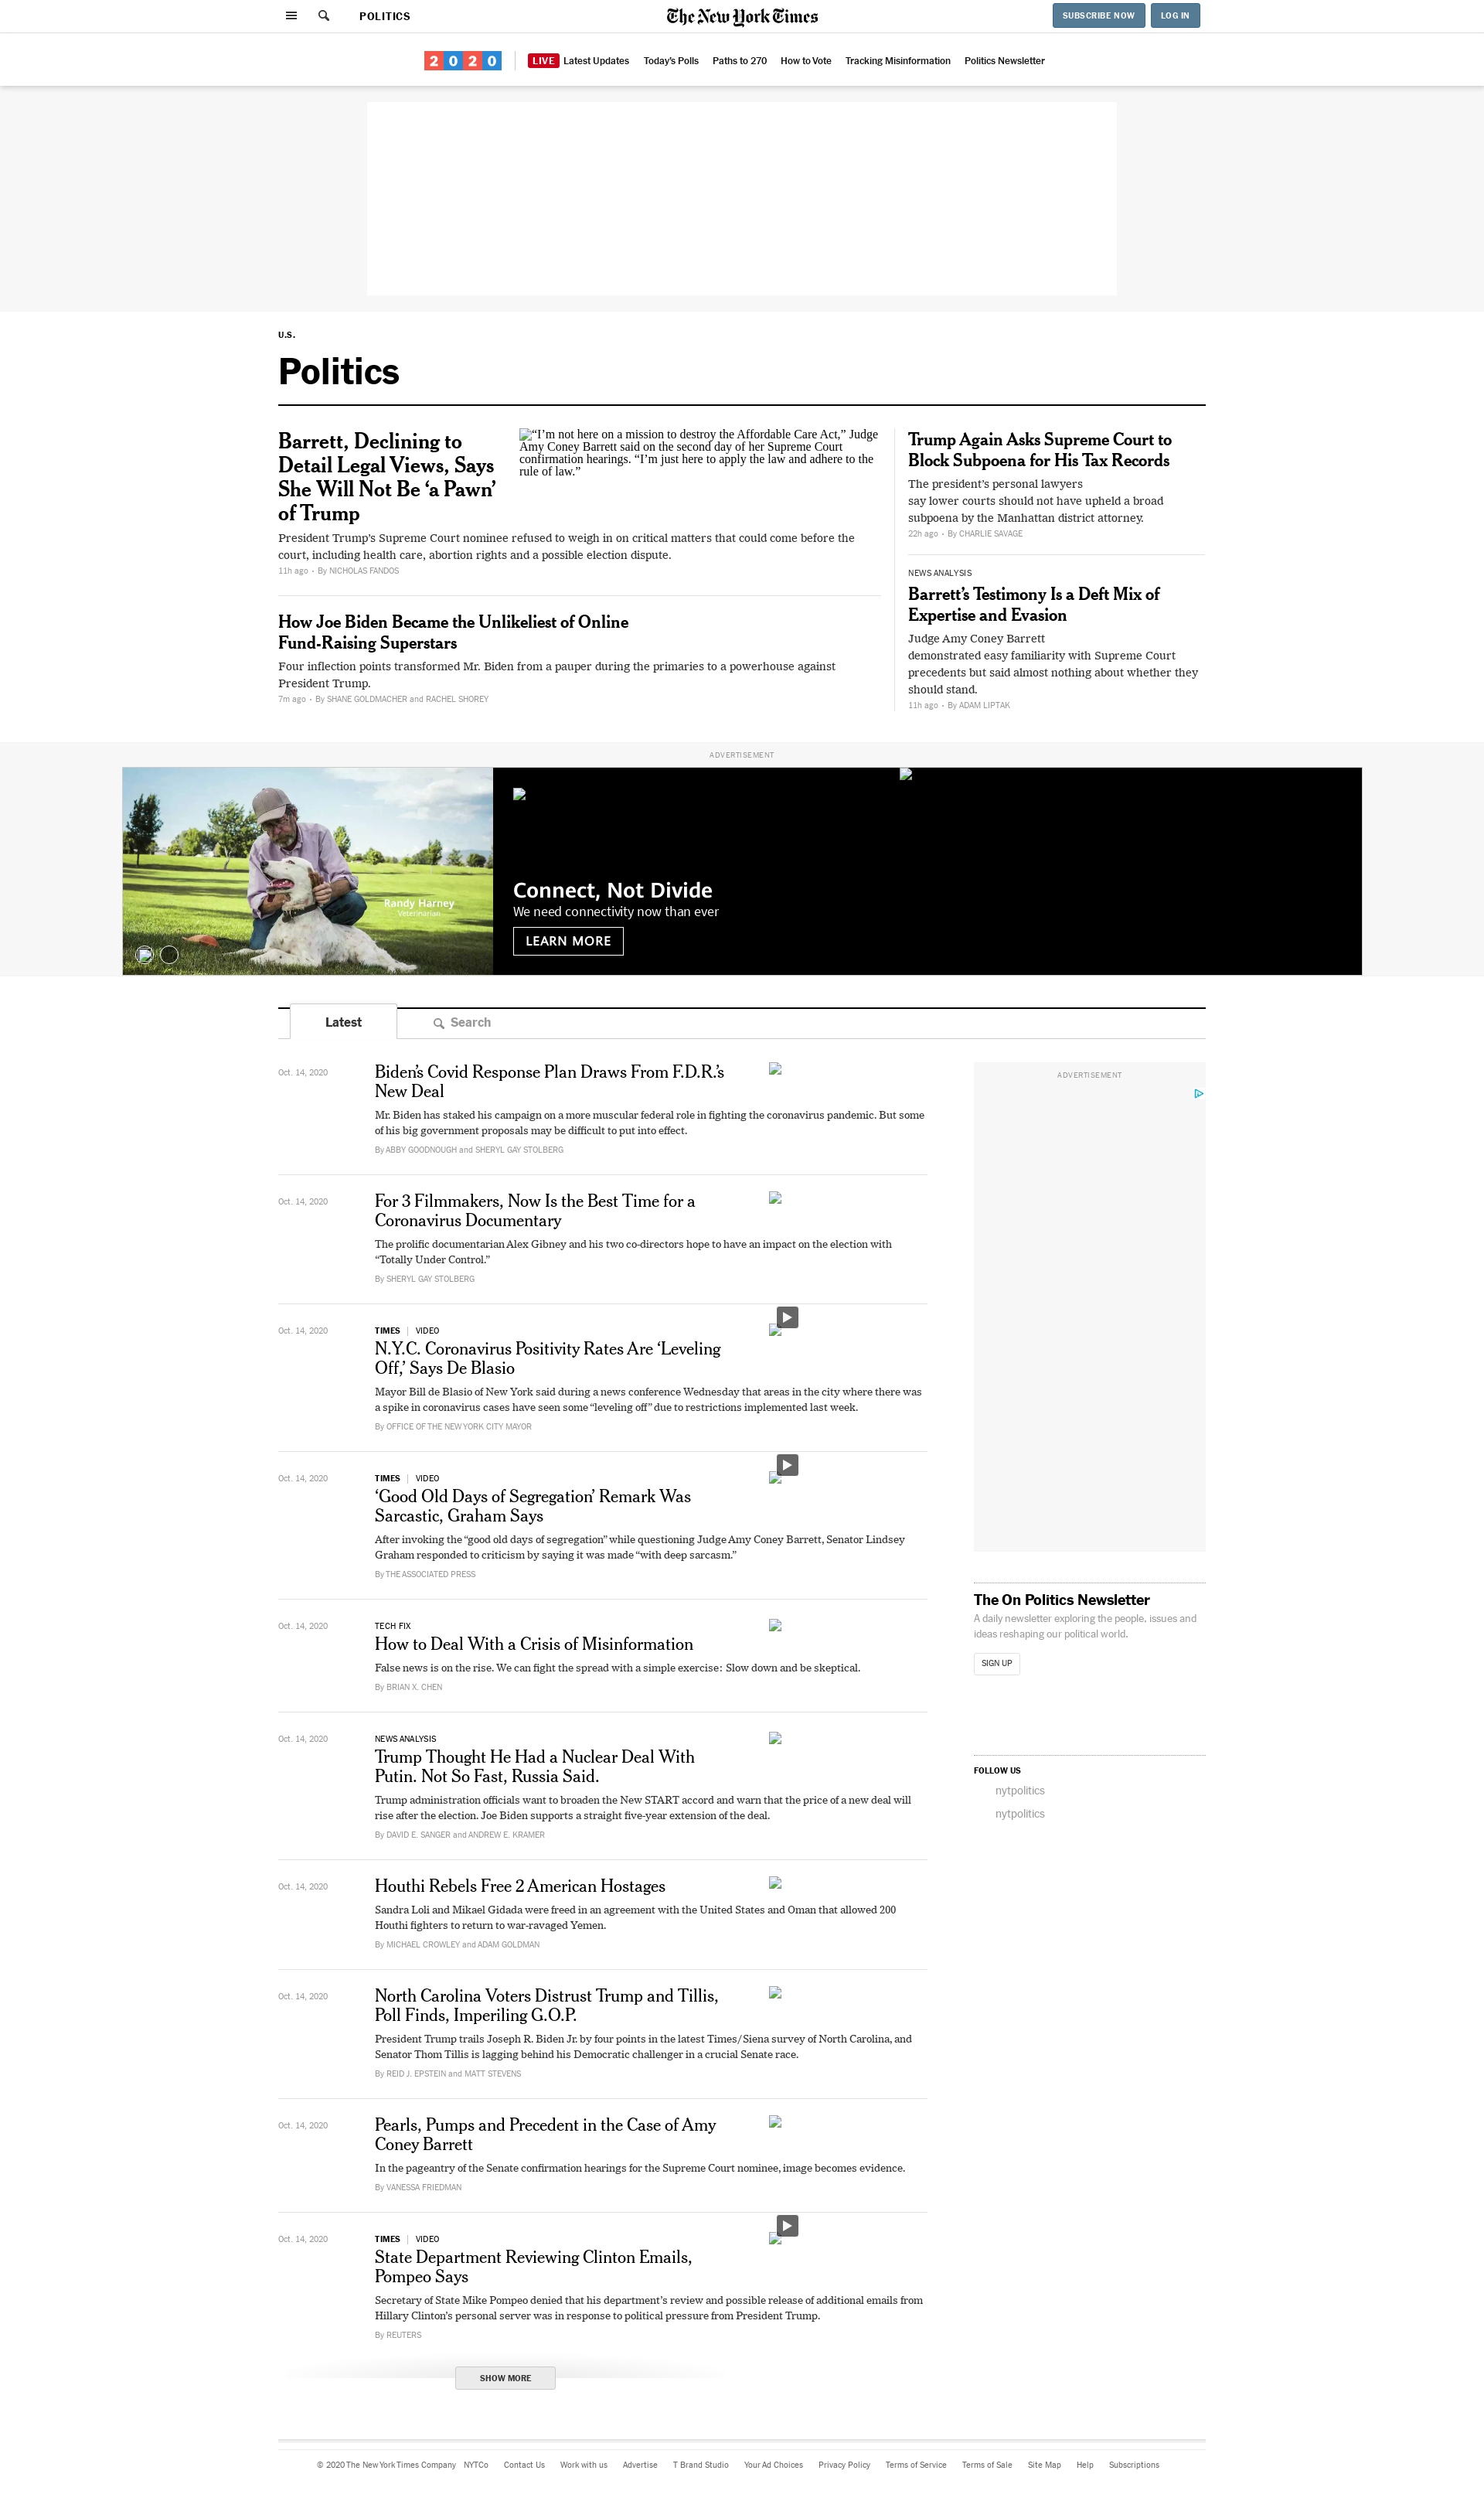 POLITICS
The New York Times
SUBSCRIBE NOW
LOG IN
2020
LIVE Latest Updates
Today's Polls
Paths to 270
How to Vote
Tracking Misinformation
Politics Newsletter
U.S.
Politics
Barrett, Declining to
Detail Legal Views, Says
She Will Not Be ‘a Pawn’
of Trump
“I’m not here on a mission to destroy the Affordable Care Act,” Judge
Amy Coney Barrett said on the second day of her Supreme Court
confirmation hearings. “I’m just here to apply the law and adhere to the
rule of law.”
President Trump’s Supreme Court nominee refused to weigh in on critical matters that could come before the
court, including health care, abortion rights and a possible election dispute.
11h ago • By NICHOLAS FANDOS
How Joe Biden Became the Unlikeliest of Online
Fund-Raising Superstars
Four inflection points transformed Mr. Biden from a pauper during the primaries to a powerhouse against
President Trump.
7m ago • By SHANE GOLDMACHER and RACHEL SHOREY
Trump Again Asks Supreme Court to
Block Subpoena for His Tax Records
The president’s personal lawyers
say lower courts should not have upheld a broad
subpoena by the Manhattan district attorney.
22h ago • By CHARLIE SAVAGE
NEWS ANALYSIS
Barrett’s Testimony Is a Deft Mix of
Expertise and Evasion
Judge Amy Coney Barrett
demonstrated easy familiarity with Supreme Court
precedents but said almost nothing about whether they
should stand.
11h ago • By ADAM LIPTAK
ADVERTISEMENT
Randy Harney
Veterinarian
Connect, Not Divide
We need connectivity now than ever
LEARN MORE
Latest
Search
Oct. 14, 2020
Biden’s Covid Response Plan Draws From F.D.R.’s
New Deal
Mr. Biden has staked his campaign on a more muscular federal role in fighting the coronavirus pandemic. But some
of his big government proposals may be difficult to put into effect.
By ABBY GOODNOUGH and SHERYL GAY STOLBERG
Oct. 14, 2020
For 3 Filmmakers, Now Is the Best Time for a
Coronavirus Documentary
The prolific documentarian Alex Gibney and his two co-directors hope to have an impact on the election with
“Totally Under Control.”
By SHERYL GAY STOLBERG
Oct. 14, 2020
TIMES | VIDEO
N.Y.C. Coronavirus Positivity Rates Are ‘Leveling
Off,’ Says De Blasio
Mayor Bill de Blasio of New York said during a news conference Wednesday that areas in the city where there was
a spike in coronavirus cases have seen some “leveling off” due to restrictions implemented last week.
By OFFICE OF THE NEW YORK CITY MAYOR
Oct. 14, 2020
TIMES | VIDEO
‘Good Old Days of Segregation’ Remark Was
Sarcastic, Graham Says
After invoking the “good old days of segregation” while questioning Judge Amy Coney Barrett, Senator Lindsey
Graham responded to criticism by saying it was made “with deep sarcasm.”
By THE ASSOCIATED PRESS
Oct. 14, 2020
TECH FIX
How to Deal With a Crisis of Misinformation
False news is on the rise. We can fight the spread with a simple exercise: Slow down and be skeptical.
By BRIAN X. CHEN
Oct. 14, 2020
NEWS ANALYSIS
Trump Thought He Had a Nuclear Deal With
Putin. Not So Fast, Russia Said.
Trump administration officials want to broaden the New START accord and warn that the price of a new deal will
rise after the election. Joe Biden supports a straight five-year extension of the deal.
By DAVID E. SANGER and ANDREW E. KRAMER
Oct. 14, 2020
Houthi Rebels Free 2 American Hostages
Sandra Loli and Mikael Gidada were freed in an agreement with the United States and Oman that allowed 200
Houthi fighters to return to war-ravaged Yemen.
By MICHAEL CROWLEY and ADAM GOLDMAN
Oct. 14, 2020
North Carolina Voters Distrust Trump and Tillis,
Poll Finds, Imperiling G.O.P.
President Trump trails Joseph R. Biden Jr. by four points in the latest Times/Siena survey of North Carolina, and
Senator Thom Tillis is lagging behind his Democratic challenger in a crucial Senate race.
By REID J. EPSTEIN and MATT STEVENS
Oct. 14, 2020
Pearls, Pumps and Precedent in the Case of Amy
Coney Barrett
In the pageantry of the Senate confirmation hearings for the Supreme Court nominee, image becomes evidence.
By VANESSA FRIEDMAN
Oct. 14, 2020
TIMES | VIDEO
State Department Reviewing Clinton Emails,
Pompeo Says
Secretary of State Mike Pompeo denied that his department’s review and possible release of additional emails from
Hillary Clinton’s personal server was in response to political pressure from President Trump.
By REUTERS
SHOW MORE
ADVERTISEMENT
The On Politics Newsletter
A daily newsletter exploring the people, issues and
ideas reshaping our political world.
SIGN UP
FOLLOW US
nytpolitics
nytpolitics
© 2020 The New York Times Company NYTCo Contact Us Work with us Advertise T Brand Studio Your Ad Choices Privacy Policy Terms of Service Terms of Sale Site Map Help Subscriptions